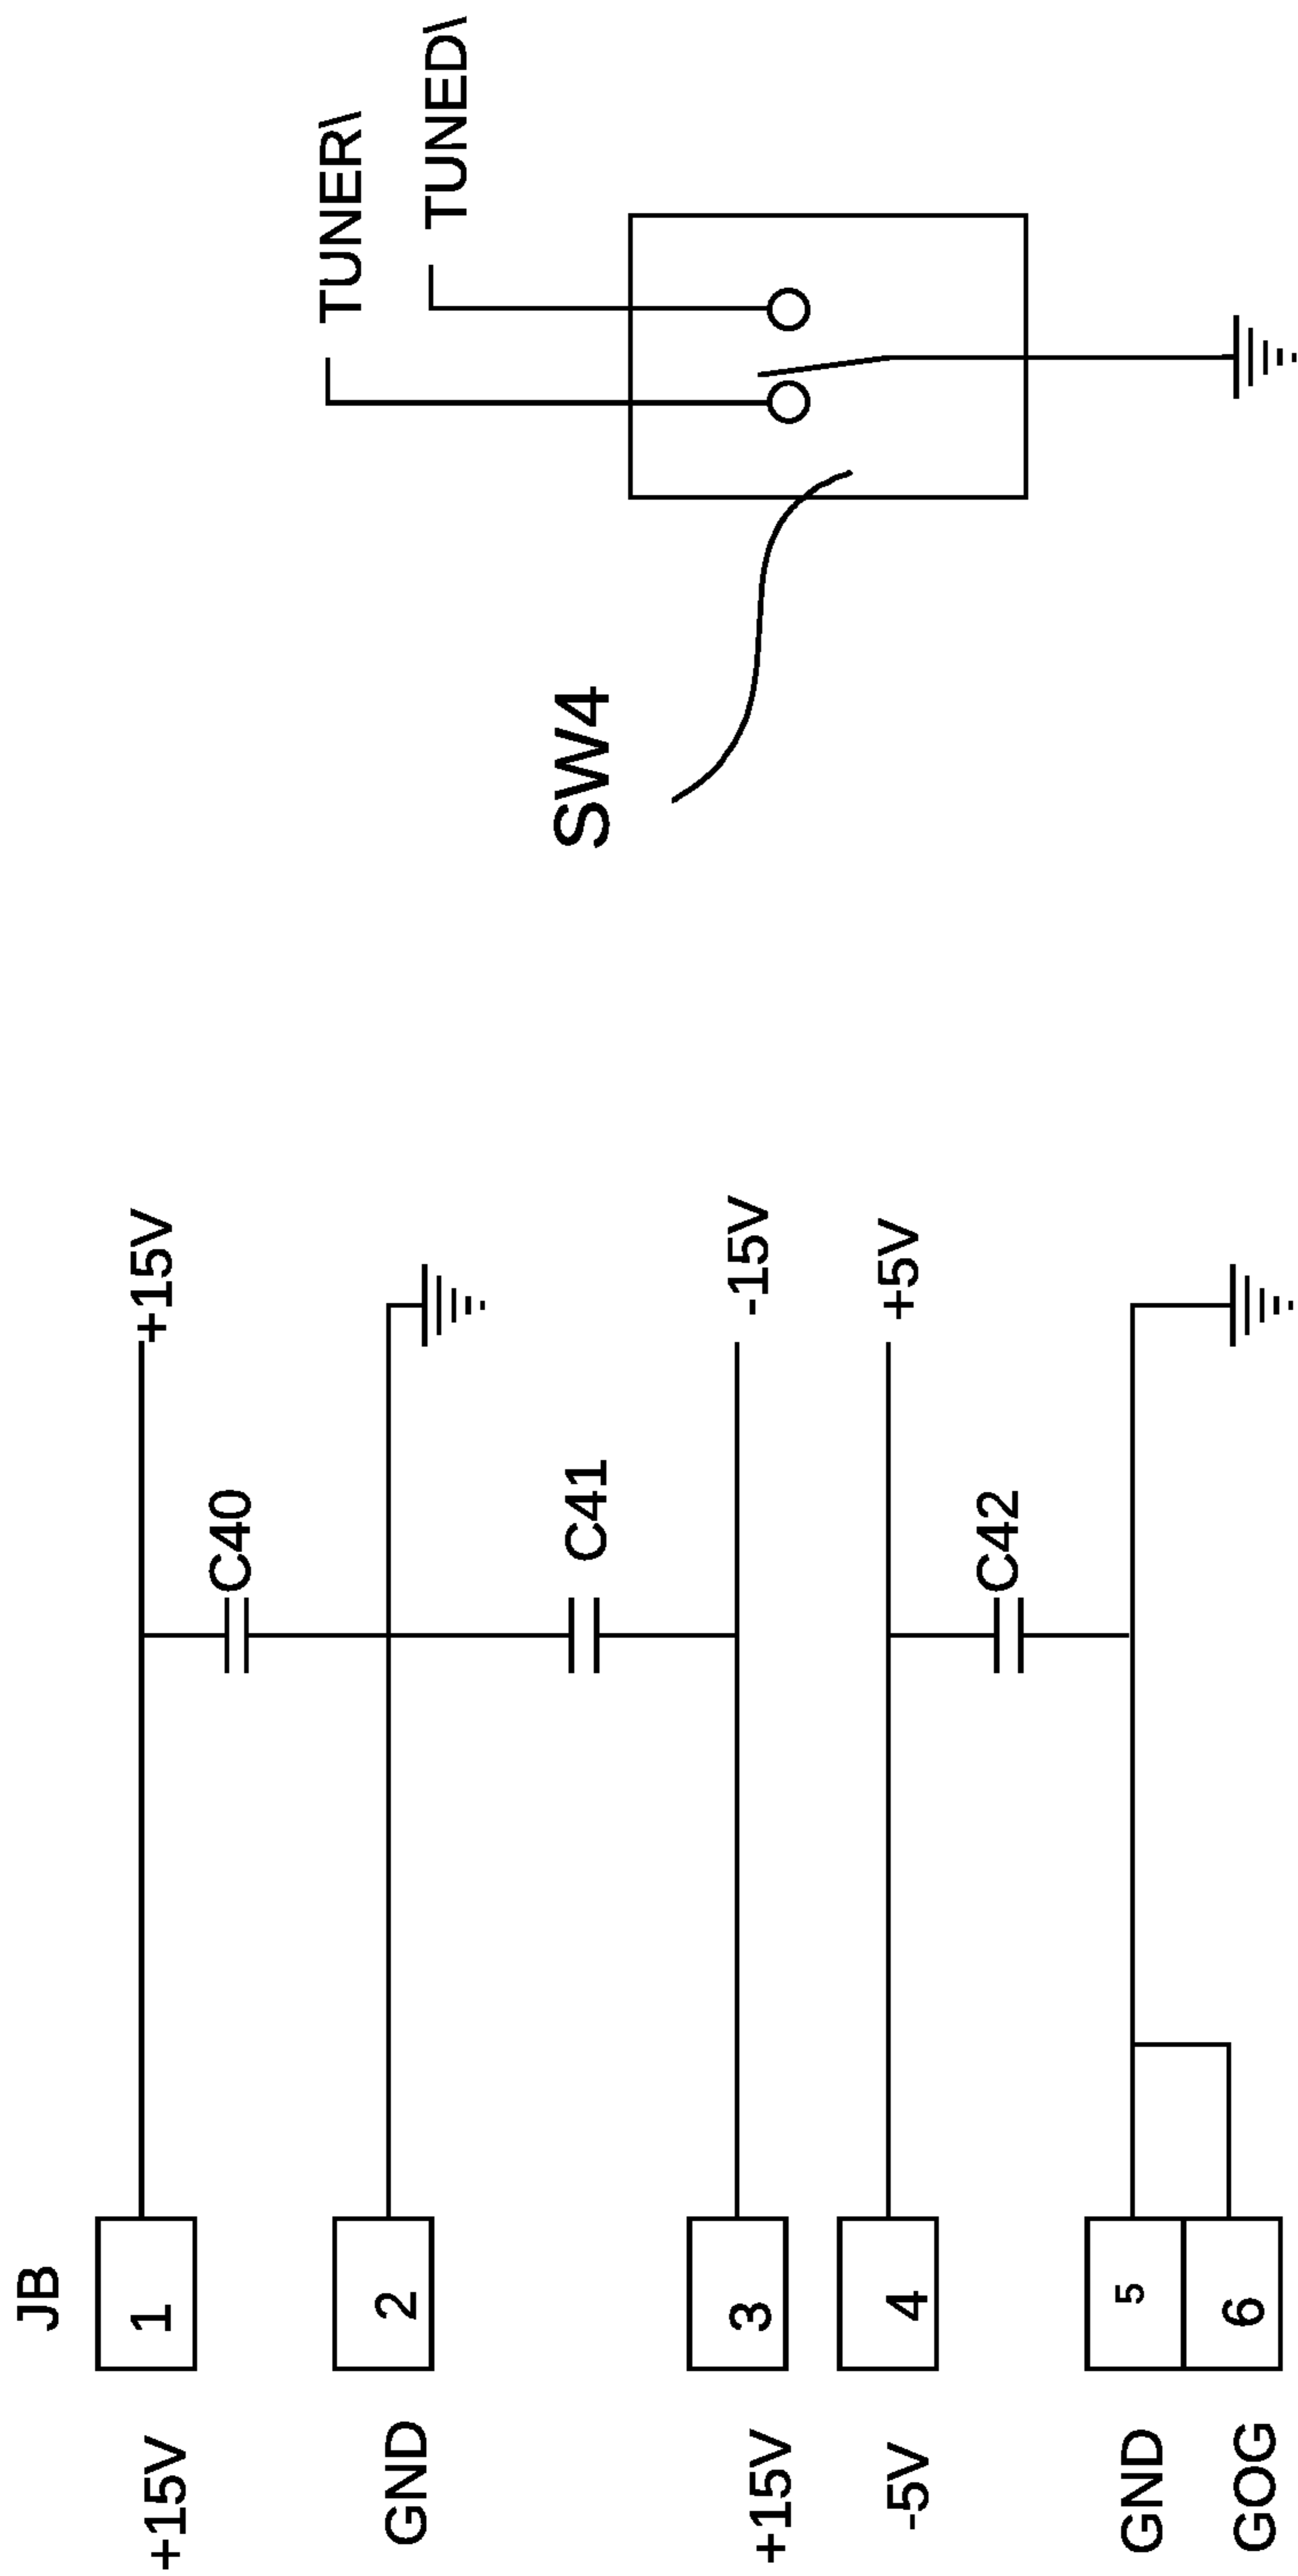 JB
+15V 1 C40 +15V
GND 2
+15V 3 C41 -15V
-5V 4 +5V
GND 5 C42
GOG 6
TUNER\
TUNED\
SW4